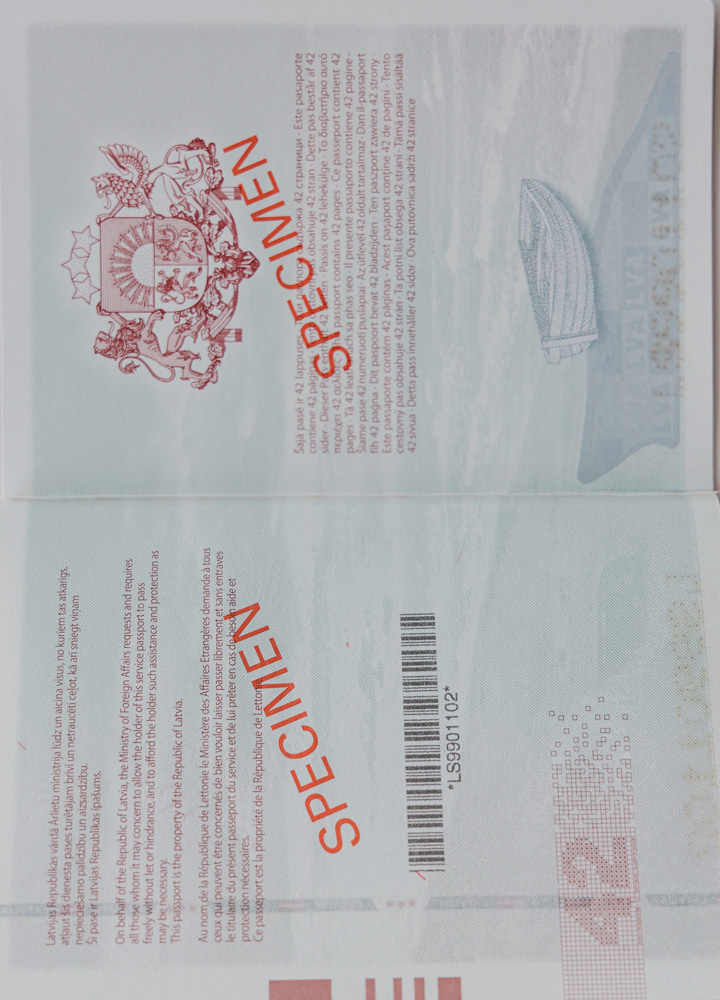 Latvijas Republikas vārdā Ārlietu ministrija lūdz un aicina visus, no kuriem tas atkarīgs,
atļaut šīs dienesta pases turētājam brīvi un netraucēti ceļot, kā arī sniegt viņam
nepieciešamo palīdzību un aizsardzību.
Šī pase ir Latvijas Republikas īpašums.
On behalf of the Republic of Latvia, the Ministry of Foreign Affairs requests and requires
all those whom it may concern to allow the holder of this service passport to pass
freely without let or hindrance, and to afford the holder such assistance and protection as
may be necessary.
This passport is the property of the Republic of Latvia.
Au nom de la République de Lettonie le Ministère des Affaires Etrangères demande à tous
ceux qui peuvent être concernés de bien vouloir laisser passer librement et sans entraves
le titulaire du présent passeport du service et de lui prêter en cas de besoin aide et
protection nécessaires.
Ce passeport est la propriété de la République de Lettonie.
SPECIMEN
*LS9901102*
42
SPECIMEN
Šajā pasē ir 42 lappuses · 42 страници · Este pasaporte
contiene 42 obsahuje 42 stran · Dette pas består af 42
sider · Dieser 42 · Passis on 42 lehekülge · Το διαβατήριο αυτό
περιέχει 42 passport contains 42 pages · Ce passeport contient 42
pages · Tá 42 sa phas seo · Il presente passaporto contiene 42 pagine ·
Šiame pase 42 numeruoti puslapiai · Az útlevél 42 oldalt tartalmaz · Dan il-passaport
fih 42 paġna · Dit paspoort bevat 42 bladzijden · Ten paszport zawiera 42 strony ·
Este passaporte contém 42 páginas · Acest paşaport conţine 42 de pagini · Tento
cestovný pas obsahuje 42 strán · Ta potni list obsega 42 strani · Tämä passi sisältää
42 sivua · Detta pass innehåller 42 sidor · Ova putovnica sadrži 42 stranice
LVA